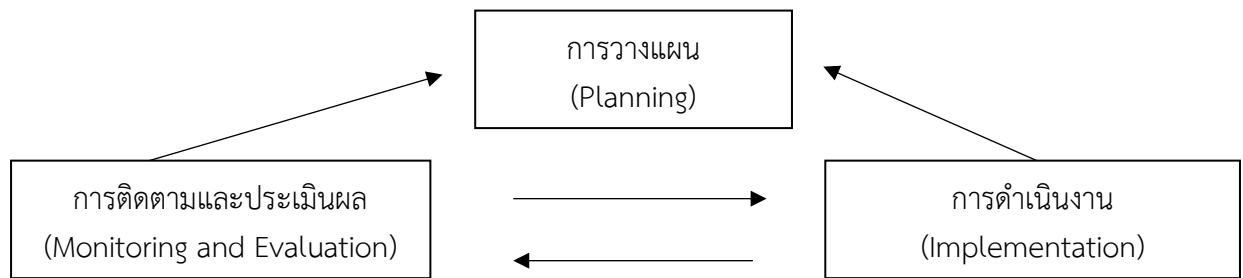 การวางแผน
(Planning)
การติดตามและประเมินผล
(Monitoring and Evaluation)
การดำเนินงาน
(Implementation)